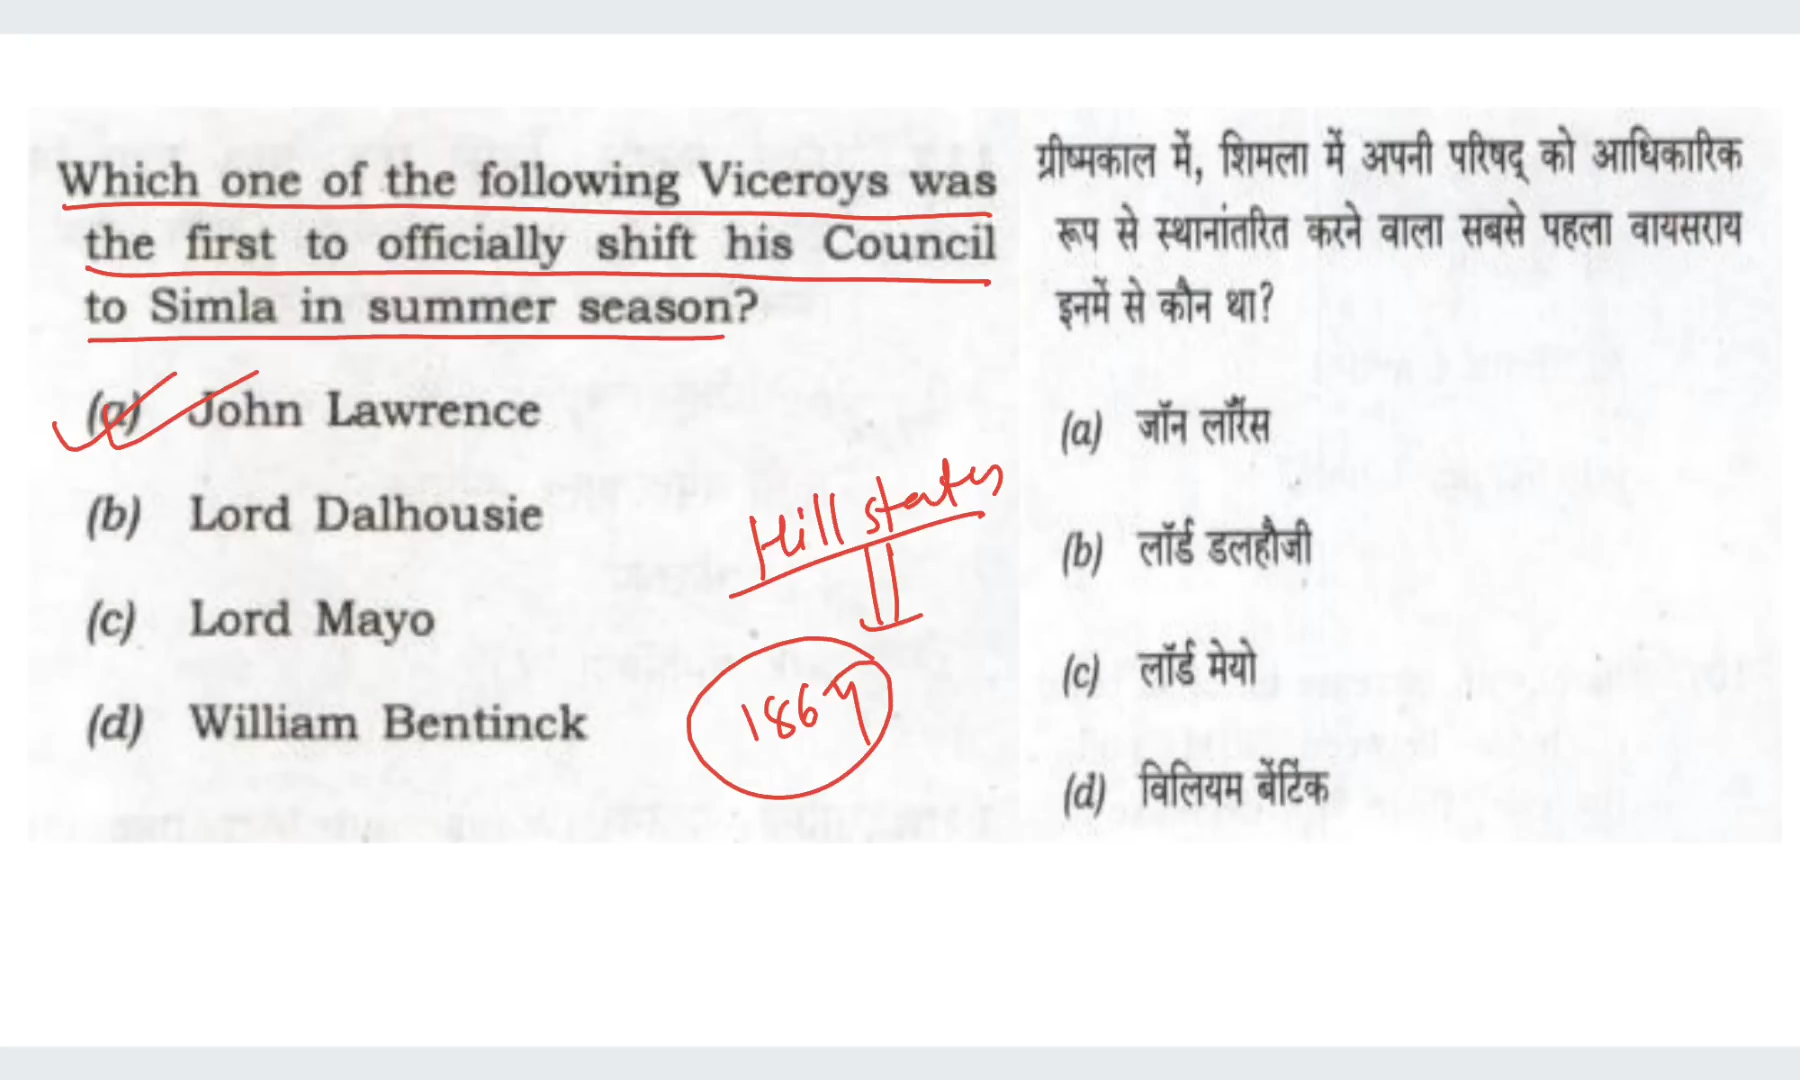 Which one of the following Viceroys was
the first to officially shift his Council
to Simla in summer season?
(a) John Lawrence
(b) Lord Dalhousie
(c) Lord Mayo
(d) William Bentinck
Hill states
ग्रीष्मकाल में, शिमला में अपनी परिषद् को आधिकारिक
रूप से स्थानांतरित करने वाला सबसे पहला वायसराय
इनमें से कौन था?
(a) जॉन लॉरेंस
(b) लॉर्ड डलहौजी
(c) लॉर्ड मेयो
(d) विलियम बेंटिंक